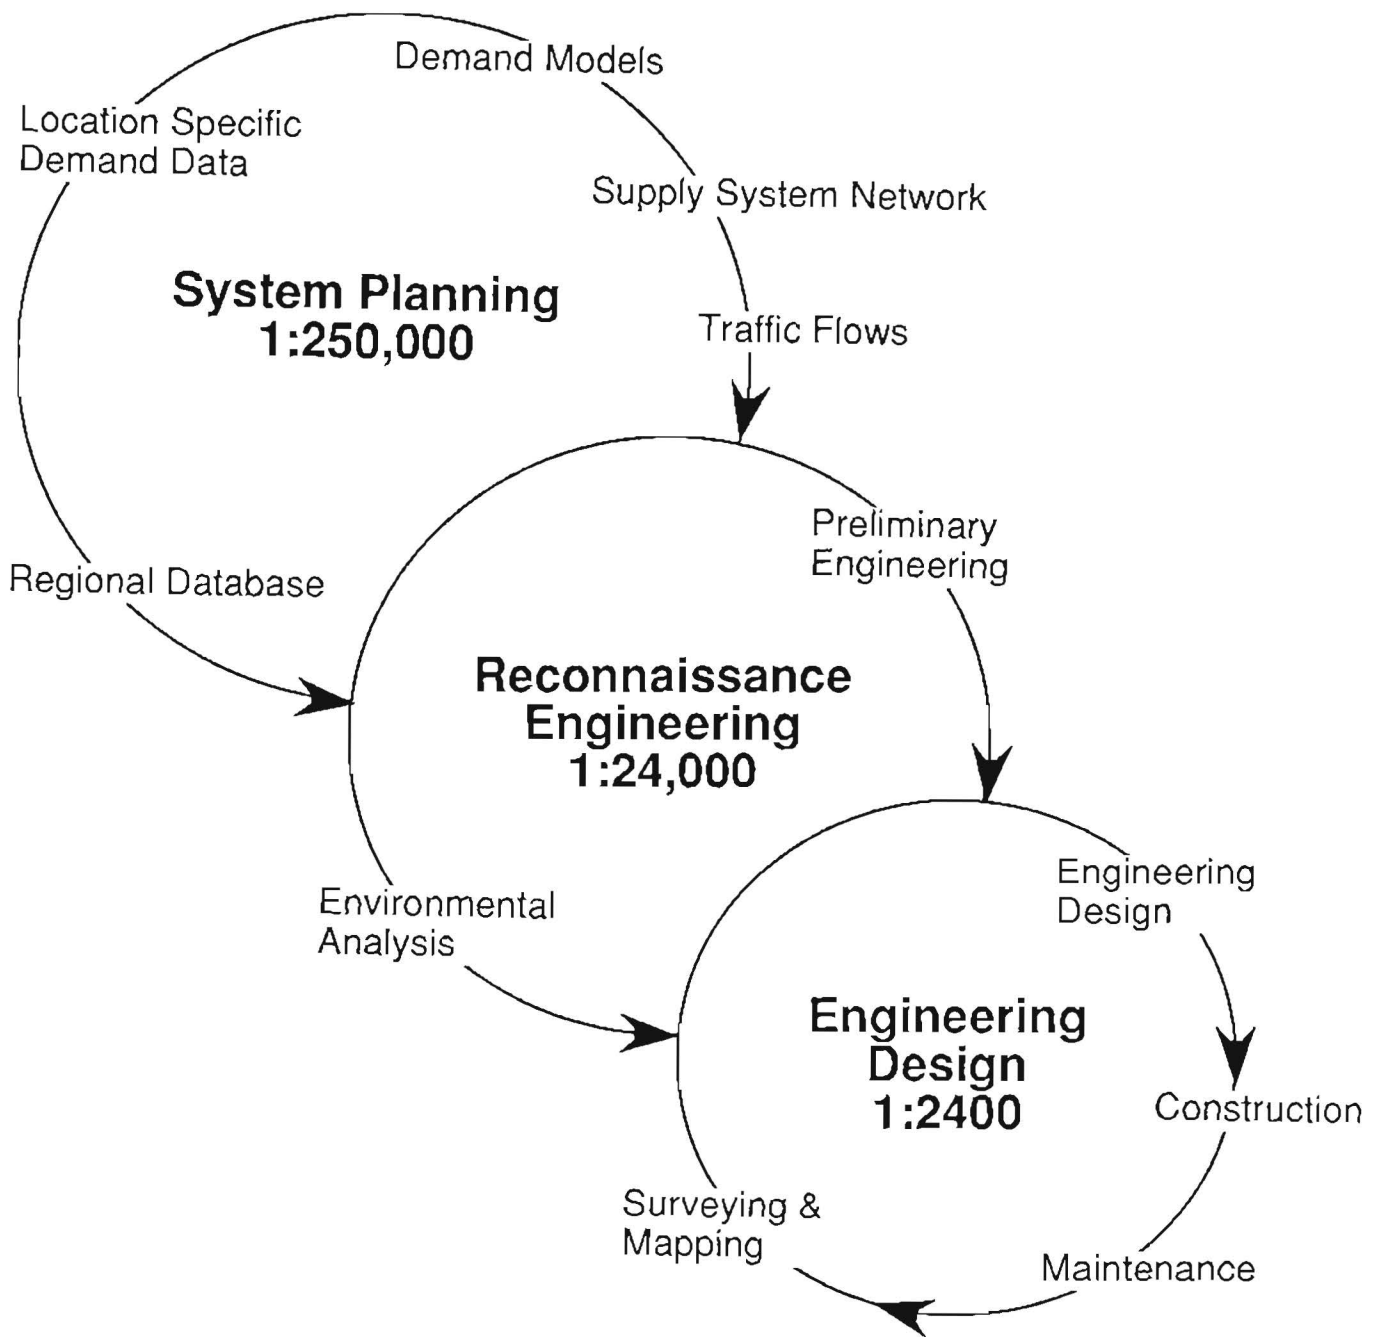 Demand Models
Location Specific
Demand Data
Supply System Network
System Planning
1:250,000
Traffic Flows
Preliminary
Engineering
Regional Database
Reconnaissance
Engineering
1:24,000
Engineering
Design
Environmental
Analysis
Engineering
Design
1:2400
Construction
Surveying &
Mapping
Maintenance